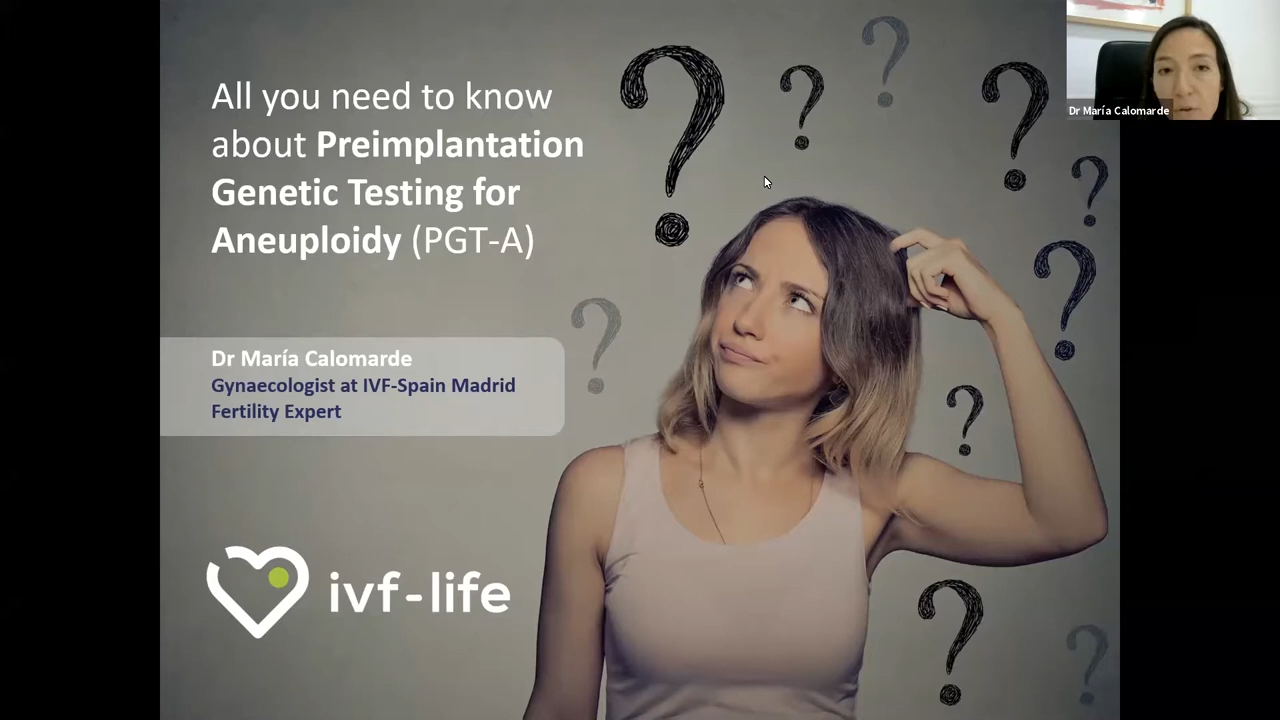 All you need to know
about Preimplantation
Genetic Testing for
Aneuploidy (PGT-A)
Dr María Calomarde
Gynaecologist at IVF-Spain Madrid
Fertility Expert
ivf-life
Dr María Calomarde